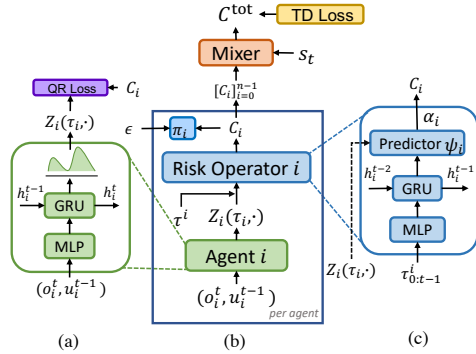 C^tot
TD Loss
Mixer
s_t
QR Loss
C_i
[C_i]_{i=0}^{n-1}
C_i
Z_i(τ_i,·)
ϵ
π_i
C_i
α_i
Predictor ψ_i
Risk Operator i
h_i^{t-1}
GRU
h_i^t
h_i^{t-2}
GRU
h_i^{t-1}
τ^i
Z_i(τ_i,·)
MLP
MLP
Agent i
Z_i(τ_i,·)
τ_{0:t-1}^i
(o_i^t, u_i^{t-1})
(o_i^t, u_i^{t-1})
per agent
(a)
(b)
(c)